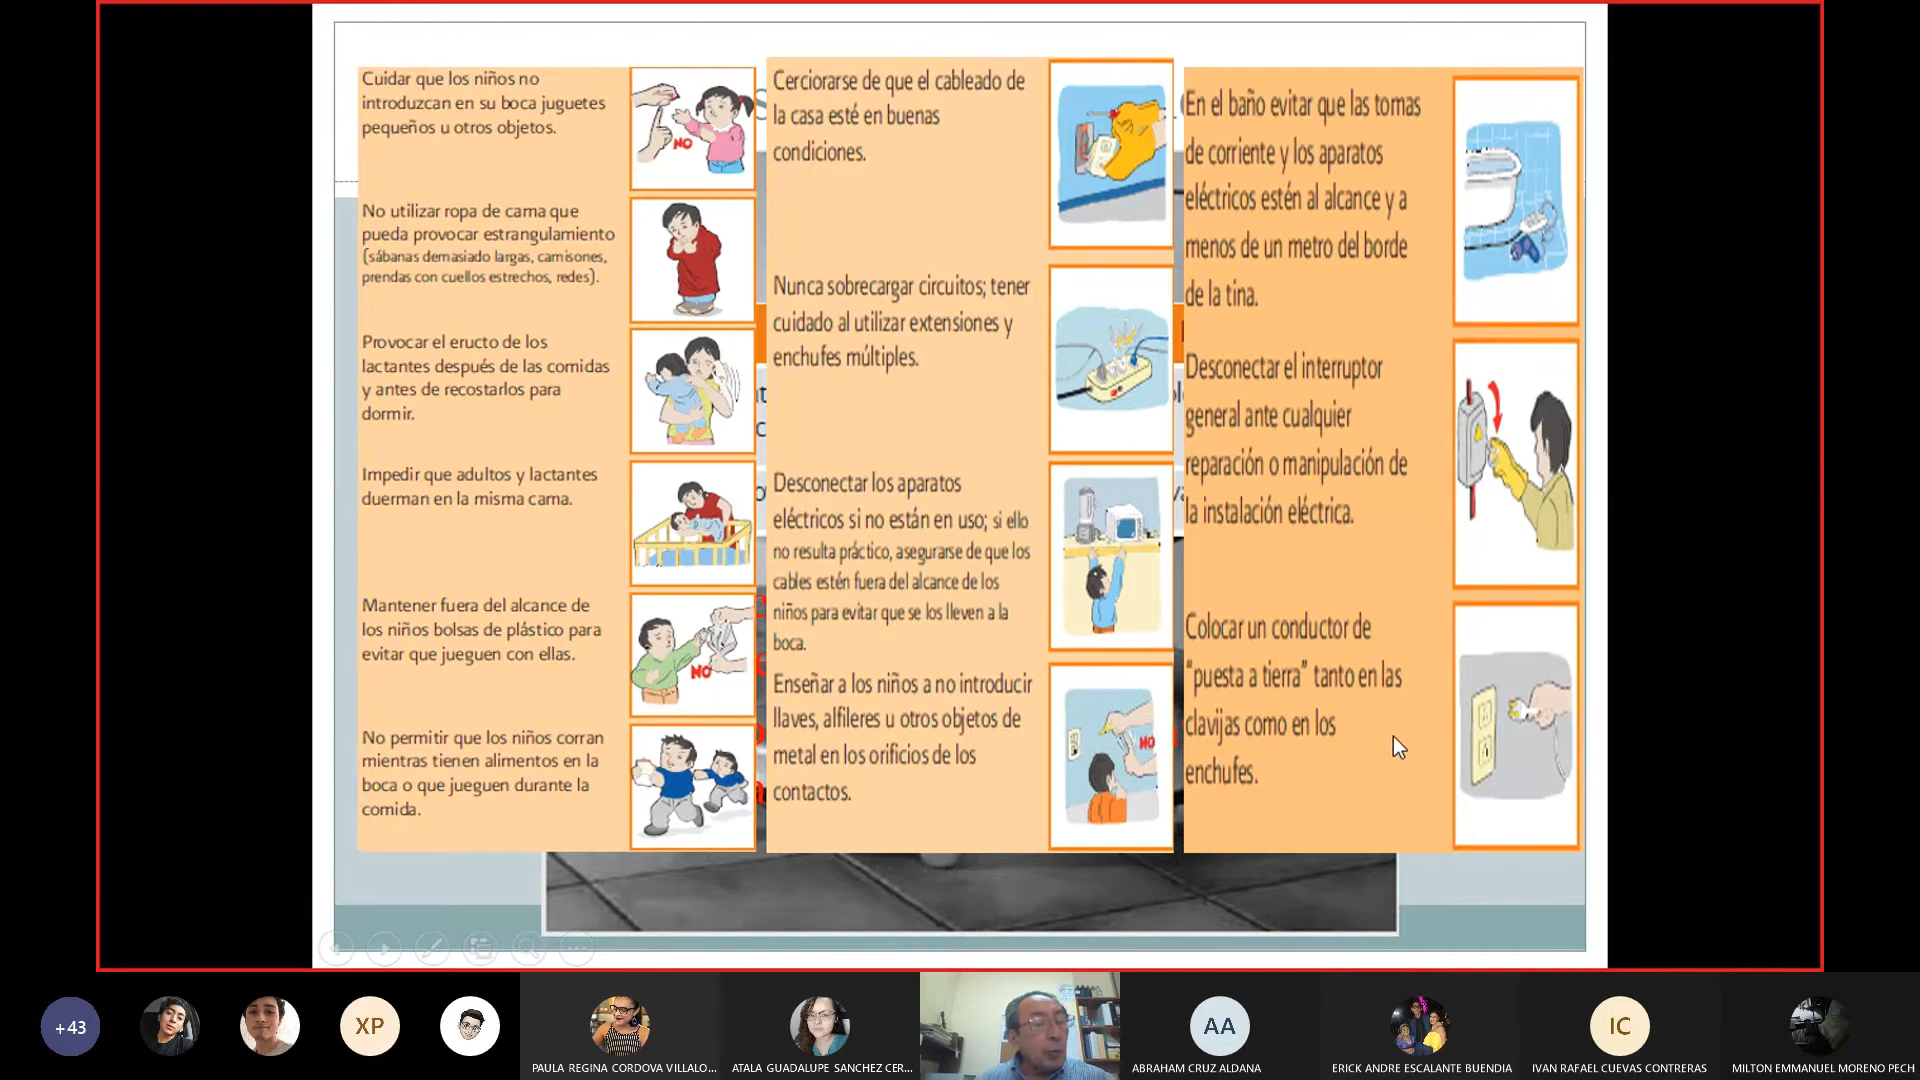 Cuidar que los niños no
introduzcan en su boca juguetes
pequeños u otros objetos.
NO
No utilizar ropa de cama que
pueda provocar estrangulamiento
(sábanas demasiado largas, camisones,
prendas con cuellos estrechos, redes).
Provocar el eructo de los
lactantes después de las comidas
y antes de recostarlos para
dormir.
Impedir que adultos y lactantes
duerman en la misma cama.
Mantener fuera del alcance de
los niños bolsas de plástico para
evitar que jueguen con ellas.
NO
No permitir que los niños corran
mientras tienen alimentos en la
boca o que jueguen durante la
comida.
Cerciorarse de que el cableado de
la casa esté en buenas
condiciones.
Nunca sobrecargar circuitos; tener
cuidado al utilizar extensiones y
enchufes múltiples.
Desconectar los aparatos
eléctricos si no están en uso; si ello
no resulta práctico, asegurarse de que los
cables estén fuera del alcance de los
niños para evitar que se los lleven a la
boca.
Enseñar a los niños a no introducir
llaves, alfileres u otros objetos de
metal en los orificios de los
contactos.
NO
En el baño evitar que las tomas
de corriente y los aparatos
eléctricos estén al alcance y a
menos de un metro del borde
de la tina.
Desconectar el interruptor
general ante cualquier
reparación o manipulación de
la instalación eléctrica.
Colocar un conductor de
“puesta a tierra” tanto en las
clavijas como en los
enchufes.
+43
XP
PAULA REGINA CORDOVA VILLALO...
ATALA GUADALUPE SANCHEZ CER...
AA
ABRAHAM CRUZ ALDANA
ERICK ANDRE ESCALANTE BUENDIA
IC
IVAN RAFAEL CUEVAS CONTRERAS
MILTON EMMANUEL MORENO PECH